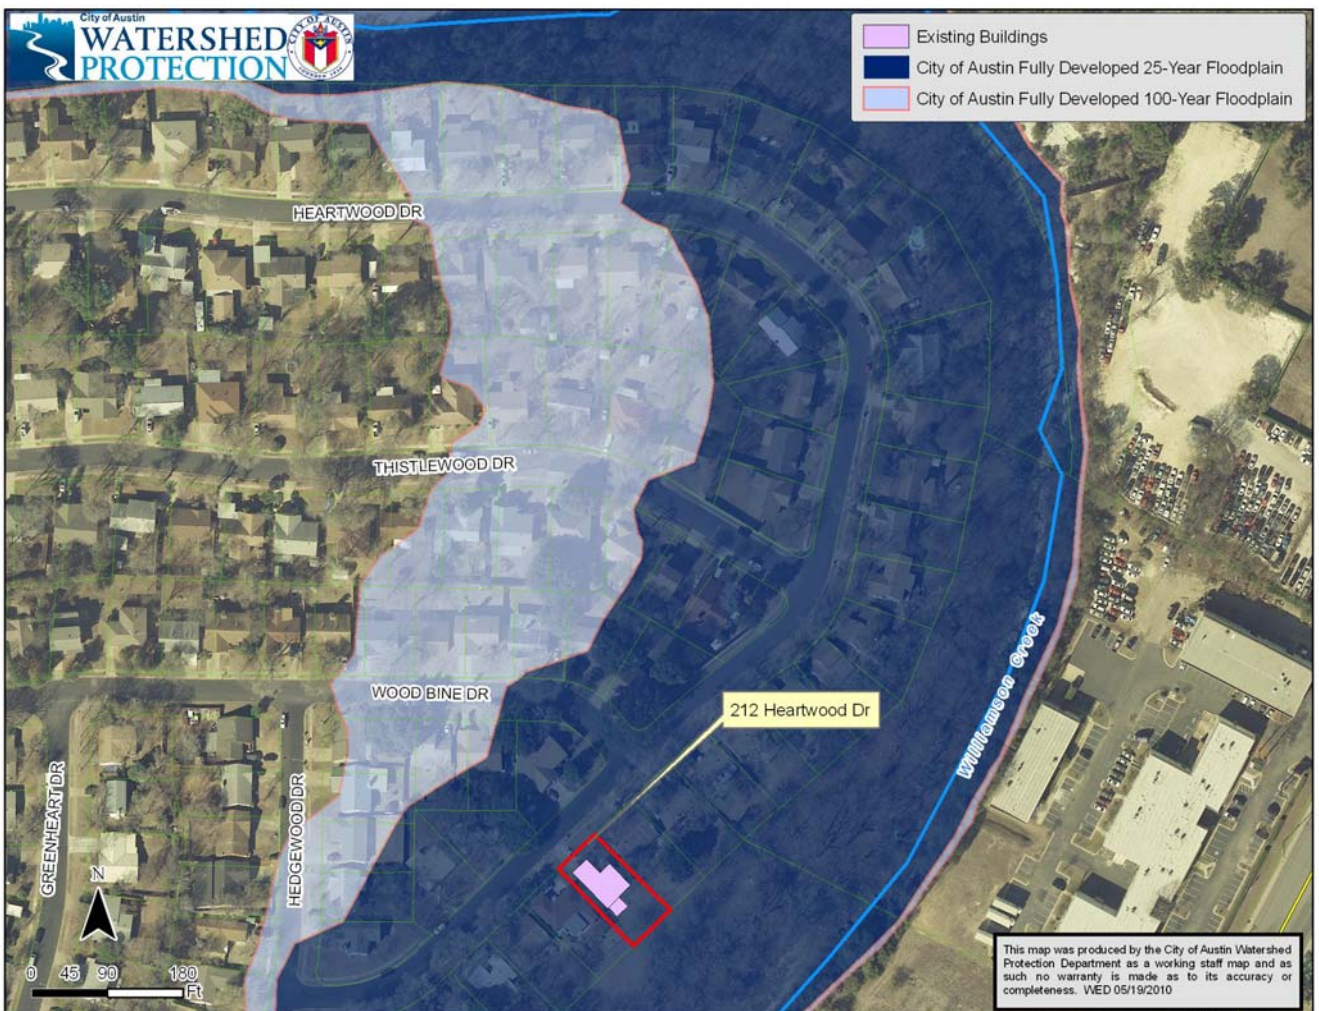 City of Austin
WATERSHED
PROTECTION
CITY OF AUSTIN
FOUNDED 1839
Existing Buildings
City of Austin Fully Developed 25-Year Floodplain
City of Austin Fully Developed 100-Year Floodplain
HEARTWOOD DR
THISTLEWOOD DR
WOOD BINE DR
212 Heartwood Dr
Williamson Creek
GREENHEART DR
HEDGEWOOD DR
N
0 45 90 180
Ft
This map was produced by the City of Austin Watershed
Protection Department as a working staff map and as
such no warranty is made as to its accuracy or
completeness. WED 05/19/2010